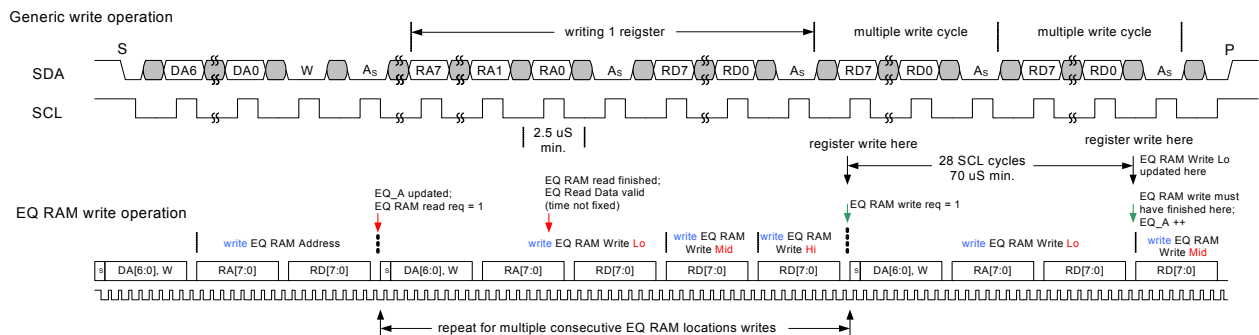 Generic write operation
writing 1 reigster
multiple write cycle
multiple write cycle
S
P
SDA
DA6
DA0
W
As
RA7
RA1
RA0
As
RD7
RD0
As
RD7
RD0
As
RD7
RD0
As
SCL
2.5 uS
min.
register write here
register write here
28 SCL cycles
70 uS min.
EQ RAM Write Lo
updated here
EQ_A updated;
EQ RAM read req = 1
EQ RAM read finished;
EQ Read Data valid
(time not fixed)
EQ RAM write req = 1
EQ RAM write must
have finished here;
EQ_A ++
EQ RAM write operation
write EQ RAM Address
write EQ RAM Write Lo
write EQ RAM
Write Mid
write EQ RAM
Write Hi
write EQ RAM Write Lo
write EQ RAM
Write Mid
S
DA[6:0], W
RA[7:0]
RD[7:0]
S
DA[6:0], W
RA[7:0]
RD[7:0]
RD[7:0]
RD[7:0]
S
DA[6:0], W
RA[7:0]
RD[7:0]
RD[7:0]
repeat for multiple consecutive EQ RAM locations writes